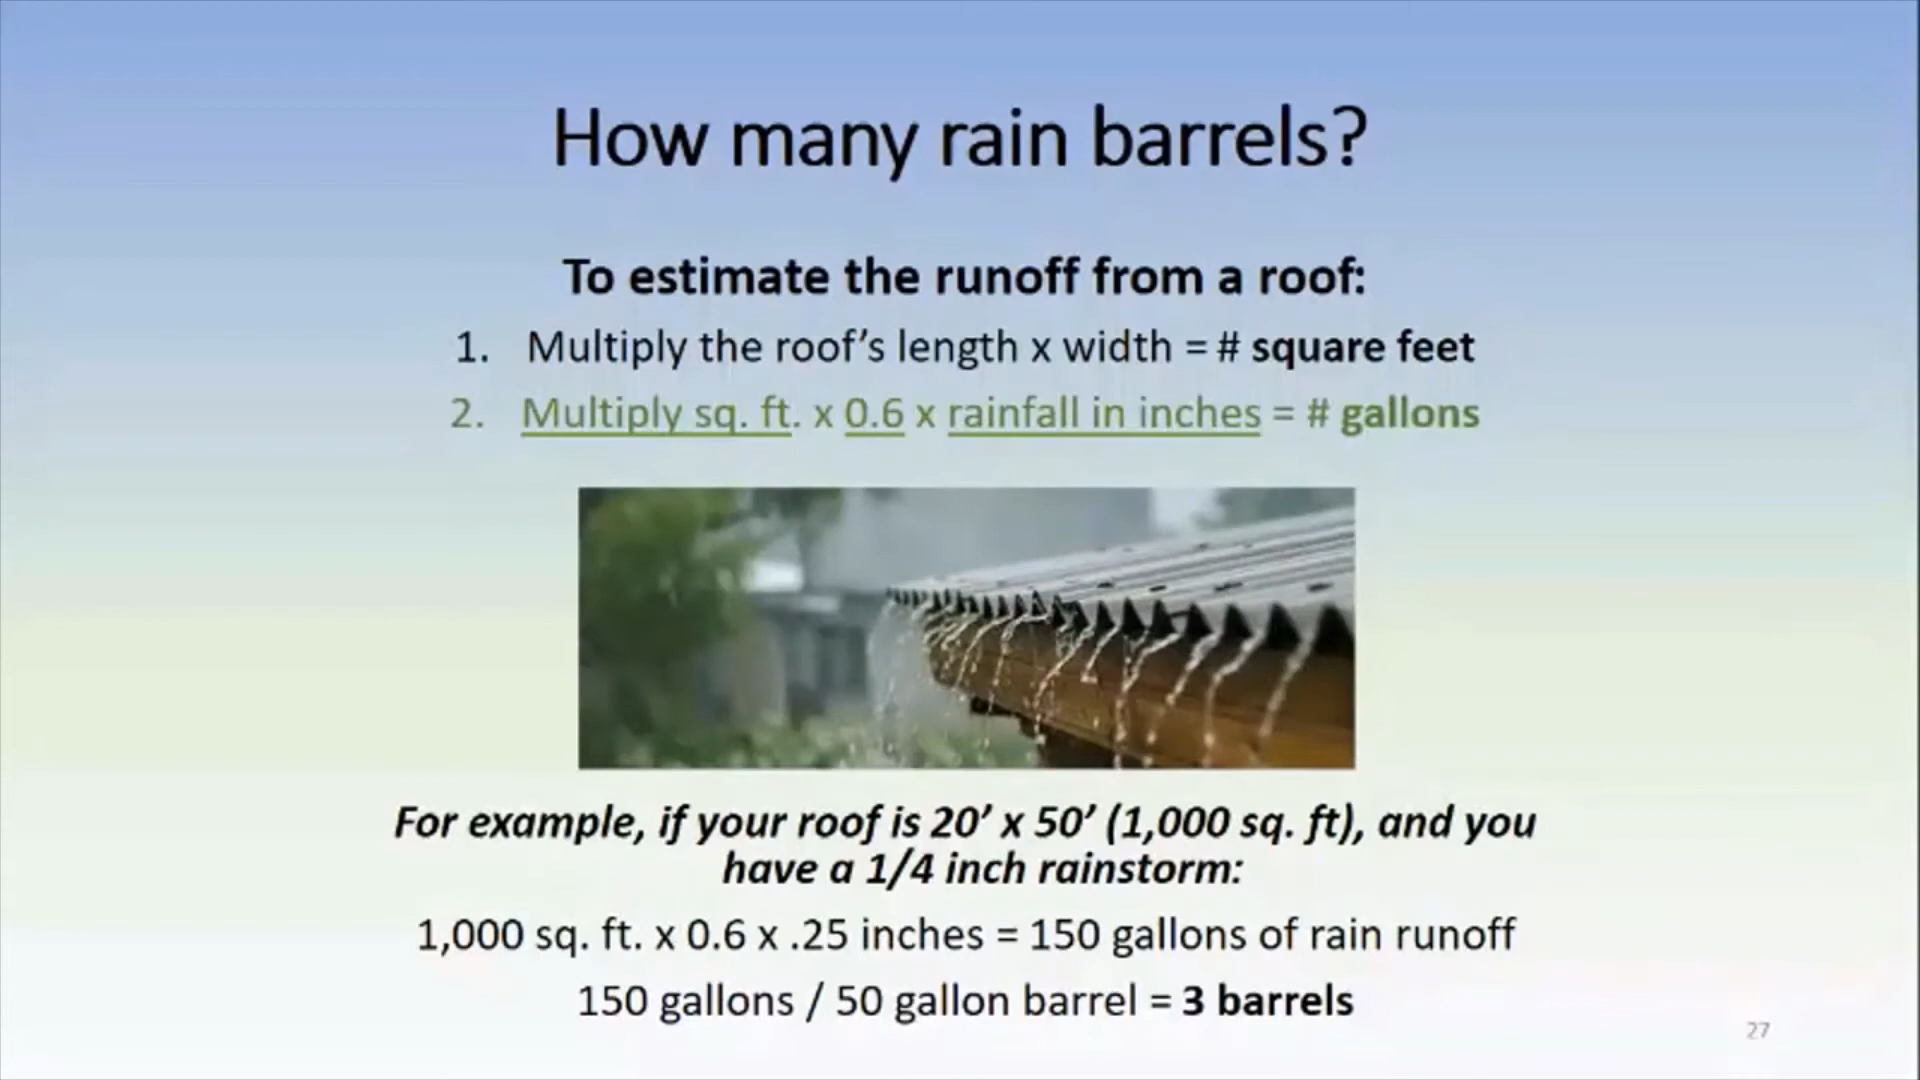 How many rain barrels?
To estimate the runoff from a roof:
1. Multiply the roof’s length x width = # square feet
2. Multiply sq. ft. x 0.6 x rainfall in inches = # gallons
For example, if your roof is 20’ x 50’ (1,000 sq. ft), and you
have a 1/4 inch rainstorm:
1,000 sq. ft. x 0.6 x .25 inches = 150 gallons of rain runoff
150 gallons / 50 gallon barrel = 3 barrels
27